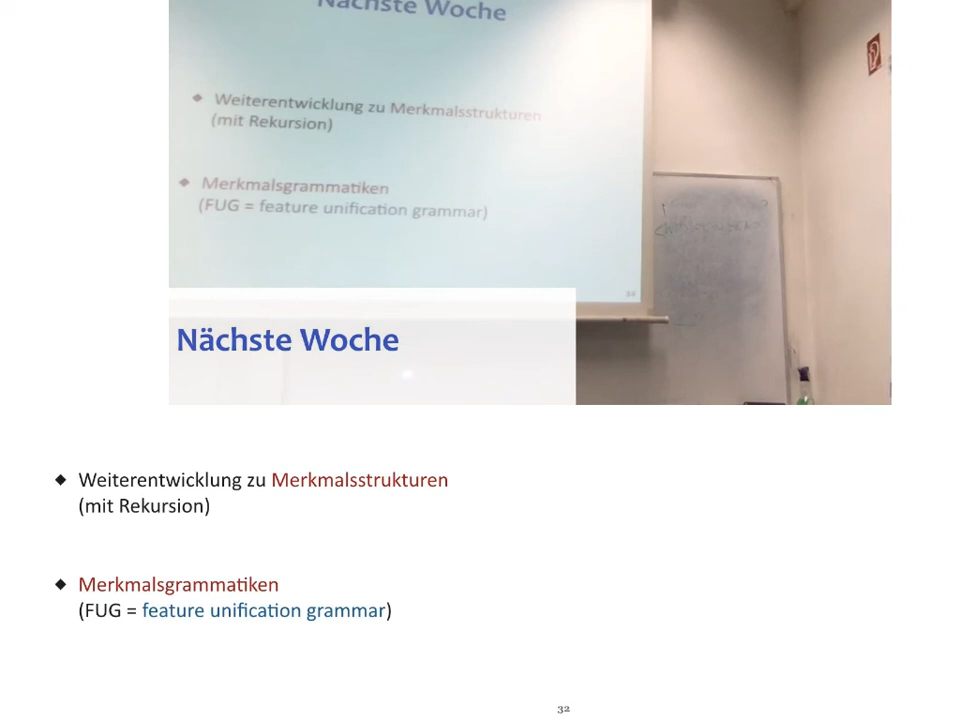 Nächste Woche
Weiterentwicklung zu Merkmalsstrukturen
(mit Rekursion)
Merkmalsgrammatiken
(FUG = feature unification grammar)
32
Nächste Woche
Weiterentwicklung zu Merkmalsstrukturen
(mit Rekursion)
Merkmalsgrammatiken
(FUG = feature unification grammar)
32